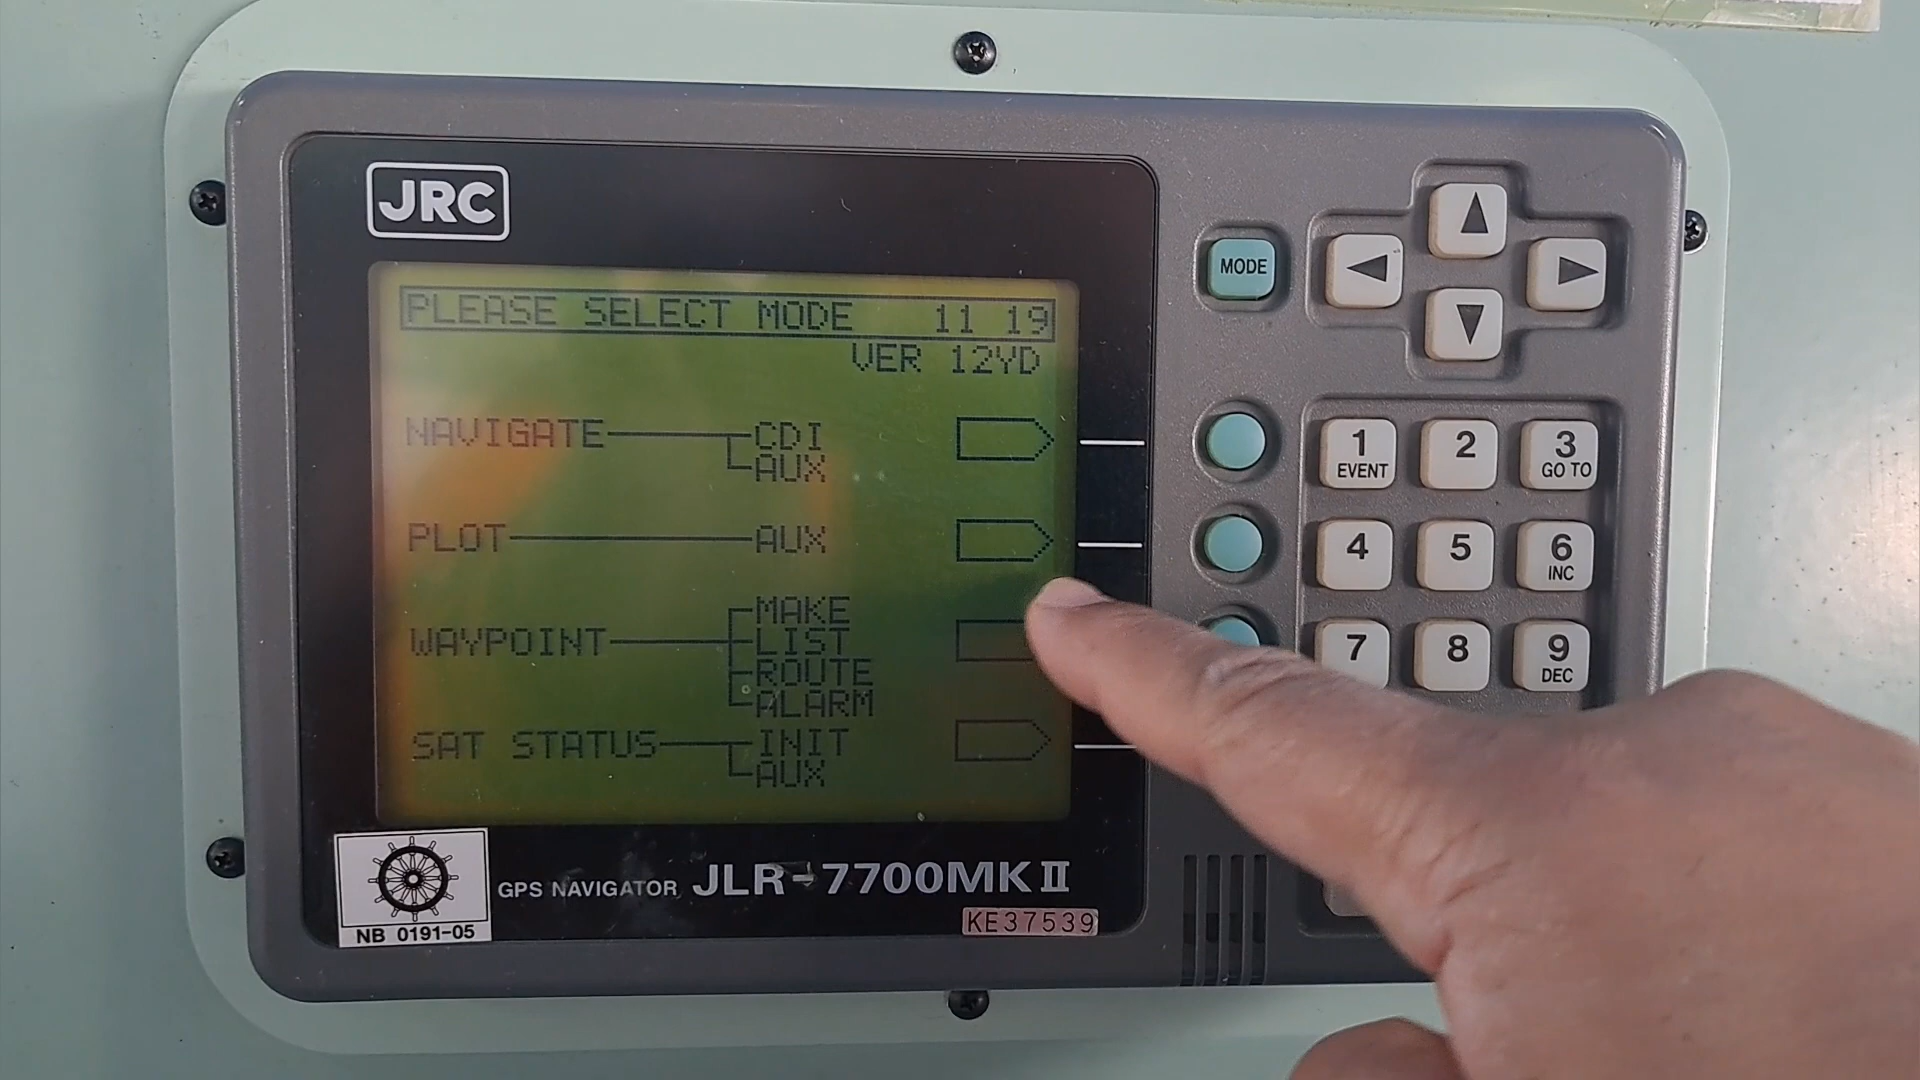 JRC
PLEASE SELECT MODE 11 19
VER 12YD
NAVIGATE CDI
AUX
PLOT AUX
WAYPOINT MAKE
LIST
ROUTE
ALARM
SAT STATUS INIT
AUX
NB 0191-05
GPS NAVIGATOR JLR-7700MK II
KE37539
MODE
1 2 3
EVENT GO TO
4 5 6
INC
7 8 9
DEC